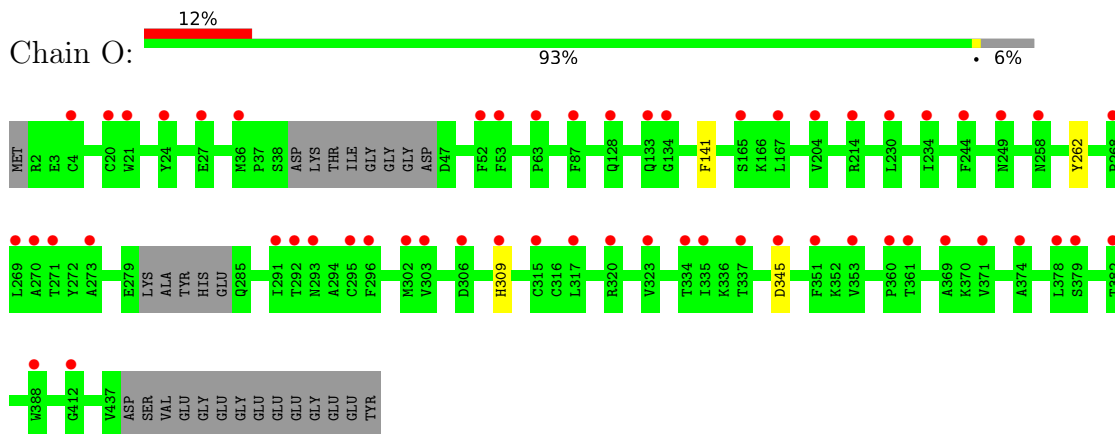 12%
Chain O:
93% • 6%
MET R2 E3 C4 C20 W21 Y24 E27 M36 P37 S38 ASP LYS THR ILE GLY GLY GLY ASP D47 F52 F53 P63 F87 Q128 Q133 G134 F141 S165 K166 L167 V204 R214 L230 I234 F244 N249 N258 Y262 P268
L269 A270 T271 Y272 A273 E279 LYS ALA TYR HIS GLU Q285 I291 T292 N293 A294 C295 F296 M302 V303 D306 H309 C315 C316 L317 R320 V323 T334 I335 K336 T337 D345 F351 K352 V353 P360 T361 A369 K370 V371 A374 L378 S379 T382
W388 G412 V437 ASP SER VAL GLU GLY GLU GLY GLU GLU GLU GLY GLU GLU TYR